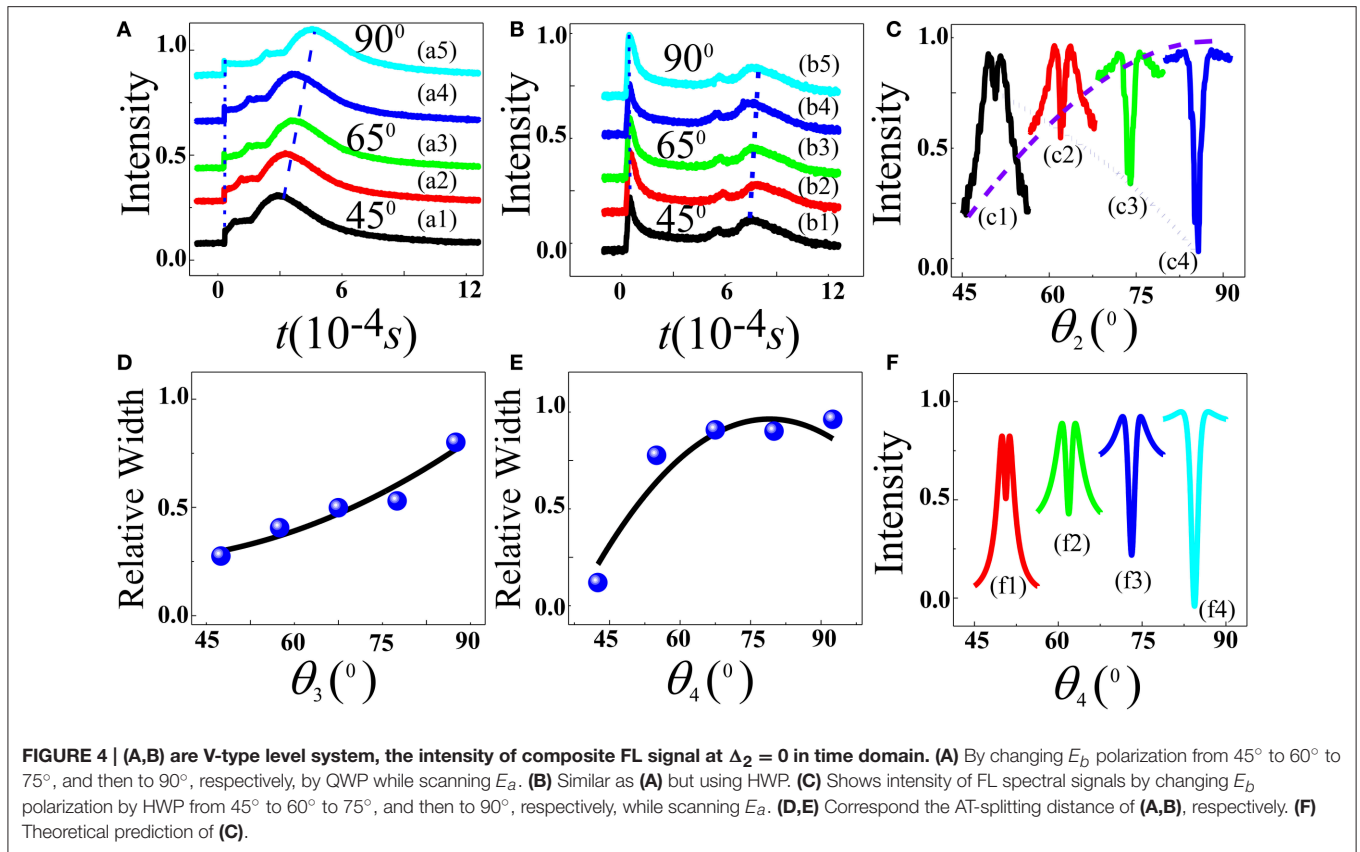 A
Intensity
1.0
0.5
0.0
90⁰
65⁰
45⁰
(a5)
(a4)
(a3)
(a2)
(a1)
0 3 6 12
t(10⁻⁴s)
B
Intensity
1.0
0.5
0.0
90⁰
65⁰
45⁰
(b5)
(b4)
(b3)
(b2)
(b1)
0 3 6 12
t(10⁻⁴s)
C
Intensity
1.0
0.5
0.0
(c1)
(c2)
(c3)
(c4)
45 60 75 90
θ₂(⁰)
D
Relative Width
1.0
0.5
0.0
45 60 75 90
θ₃(⁰)
E
Relative Width
1.0
0.5
0.0
45 60 75 90
θ₄(⁰)
F
Intensity
1.0
0.5
0.0
(f1)
(f2)
(f3)
(f4)
45 60 75 90
θ₄(⁰)
FIGURE 4 | (A,B) are V-type level system, the intensity of composite FL signal at Δ₂ = 0 in time domain. (A) By changing E_b polarization from 45° to 60° to
75°, and then to 90°, respectively, by QWP while scanning E_a. (B) Similar as (A) but using HWP. (C) Shows intensity of FL spectral signals by changing E_b
polarization by HWP from 45° to 60° to 75°, and then to 90°, respectively, while scanning E_a. (D,E) Correspond the AT-splitting distance of (A,B), respectively. (F)
Theoretical prediction of (C).